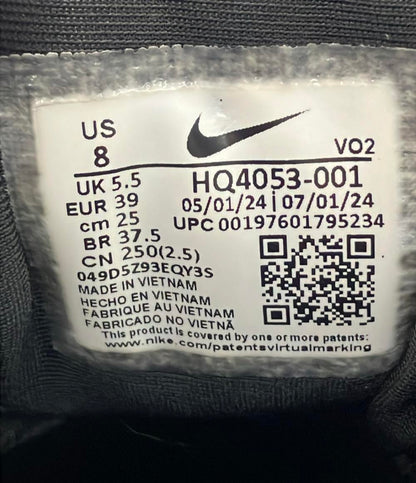 US
8
VO2
UK 5.5
EUR 39
cm 25
BR 37.5
CN 250(2.5)
HQ4053-001
05/01/24 | 07/01/24
UPC 00197601795234
049D5Z93EQY3S
MADE IN VIETNAM
HECHO EN VIETNAM
FABRIQUE AU VIETNAM
FABRICADO NO VIETNÃ
This product is covered by one or more patents:
www.nike.com/patentsvirtualmarking